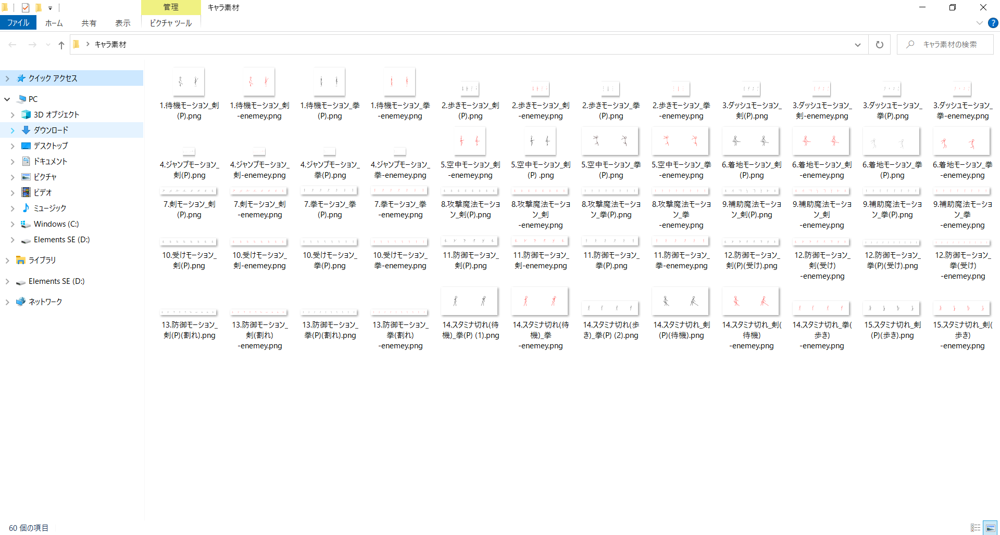 管理
キャラ素材
ファイル
ホーム
共有
表示
ピクチャ ツール
?
キャラ素材
キャラ素材の検索
クイック アクセス
PC
3D オブジェクト
ダウンロード
デスクトップ
ドキュメント
ピクチャ
ビデオ
ミュージック
Windows (C:)
Elements SE (D:)
ライブラリ
Elements SE (D:)
ネットワーク
1.待機モーション_剣
(P).png
1.待機モーション_剣
-enemey.png
1.待機モーション_拳
(P).png
1.待機モーション_拳
-enemey.png
2.歩きモーション_剣
(P).png
2.歩きモーション_剣
-enemey.png
2.歩きモーション_拳
(P).png
2.歩きモーション_拳
-enemey.png
3.ダッシュモーション_
剣(P).png
3.ダッシュモーション_
剣-enemey.png
3.ダッシュモーション_
拳(P).png
3.ダッシュモーション_
拳-enemey.png
4.ジャンプモーション_
剣(P).png
4.ジャンプモーション_
剣-enemey.png
4.ジャンプモーション_
拳(P).png
4.ジャンプモーション_
拳-enemey.png
5.空中モーション_剣
-enemey.png
5.空中モーション_剣
(P) .png
5.空中モーション_拳
(P).png
5.空中モーション_拳
-enemey.png
6.着地モーション_剣
(P).png
6.着地モーション_剣
-enemey.png
6.着地モーション_拳
(P).png
6.着地モーション_拳
-enemey.png
7.剣モーション_剣
(P).png
7.剣モーション_剣
-enemey.png
7.拳モーション_拳
(P).png
7.拳モーション_拳
-enemey.png
8.攻撃魔法モーショ
ン_剣(P).png
8.攻撃魔法モーショ
ン_剣
-enemey.png
8.攻撃魔法モーショ
ン_拳(P).png
8.攻撃魔法モーショ
ン_拳
-enemey.png
9.補助魔法モーショ
ン_剣(P).png
9.補助魔法モーショ
ン_剣
-enemey.png
9.補助魔法モーショ
ン_拳(P).png
9.補助魔法モーショ
ン_拳
-enemey.png
10.受けモーション_
剣(P).png
10.受けモーション_
剣-enemey.png
10.受けモーション_
拳(P).png
10.受けモーション_
拳-enemey.png
11.防御モーション_
剣(P).png
11.防御モーション_
剣-enemey.png
11.防御モーション_
拳(P).png
11.防御モーション_
拳-enemey.png
12.防御モーション_
剣(P)(受け).png
12.防御モーション_
剣(受け)
-enemey.png
12.防御モーション_
拳(P)(受け).png
12.防御モーション_
拳(受け)
-enemey.png
13.防御モーション_
剣(P)(割れ).png
13.防御モーション_
剣(割れ)
-enemey.png
13.防御モーション_
拳(P)(割れ).png
13.防御モーション_
拳(割れ)
-enemey.png
14.スタミナ切れ(待
機)_拳(P) (1).png
14.スタミナ切れ(待
機)_拳
-enemey.png
14.スタミナ切れ(歩
き)_拳(P) (2).png
14.スタミナ切れ_剣
(P)(待機).png
14.スタミナ切れ_剣(
待機)
-enemey.png
14.スタミナ切れ_拳(
歩き)
-enemey.png
15.スタミナ切れ_剣
(P)(歩き).png
15.スタミナ切れ_剣(
歩き)
-enemey.png
60 個の項目